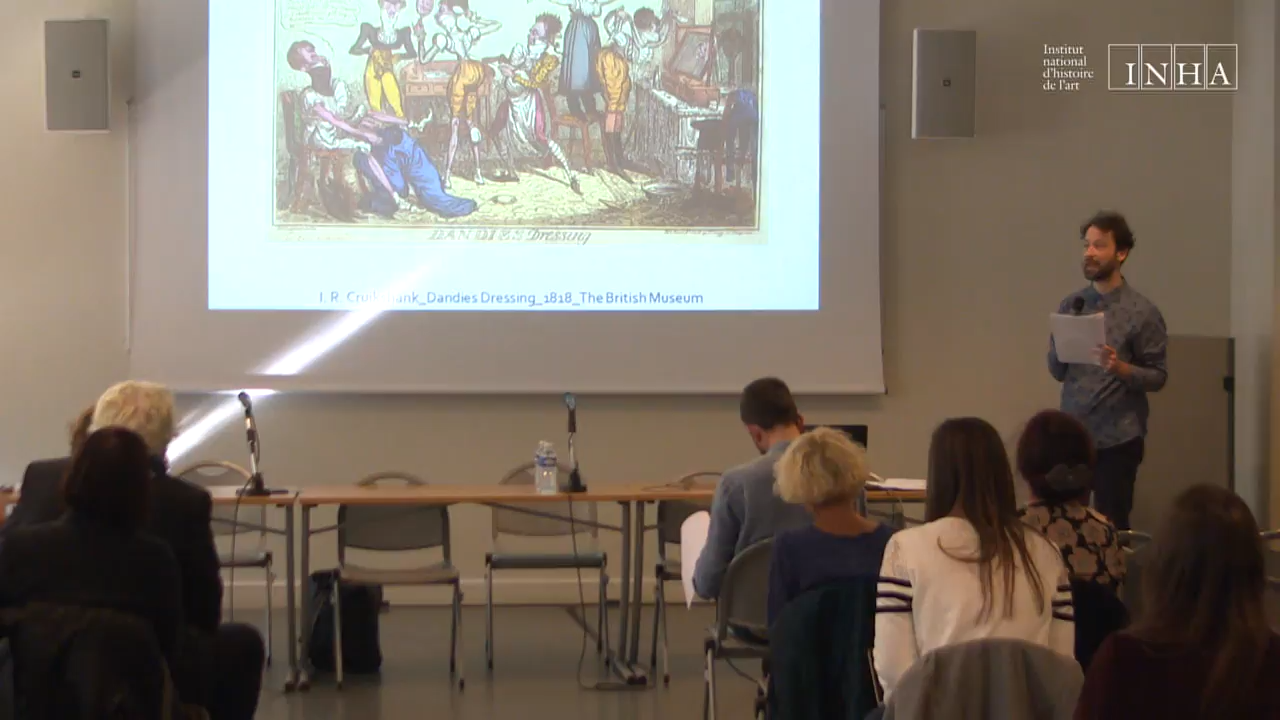 Institut
national
d'histoire
de l'art
INHA
DANDIES Dressing
I. R. Cruikshank_Dandies Dressing_1818_The British Museum